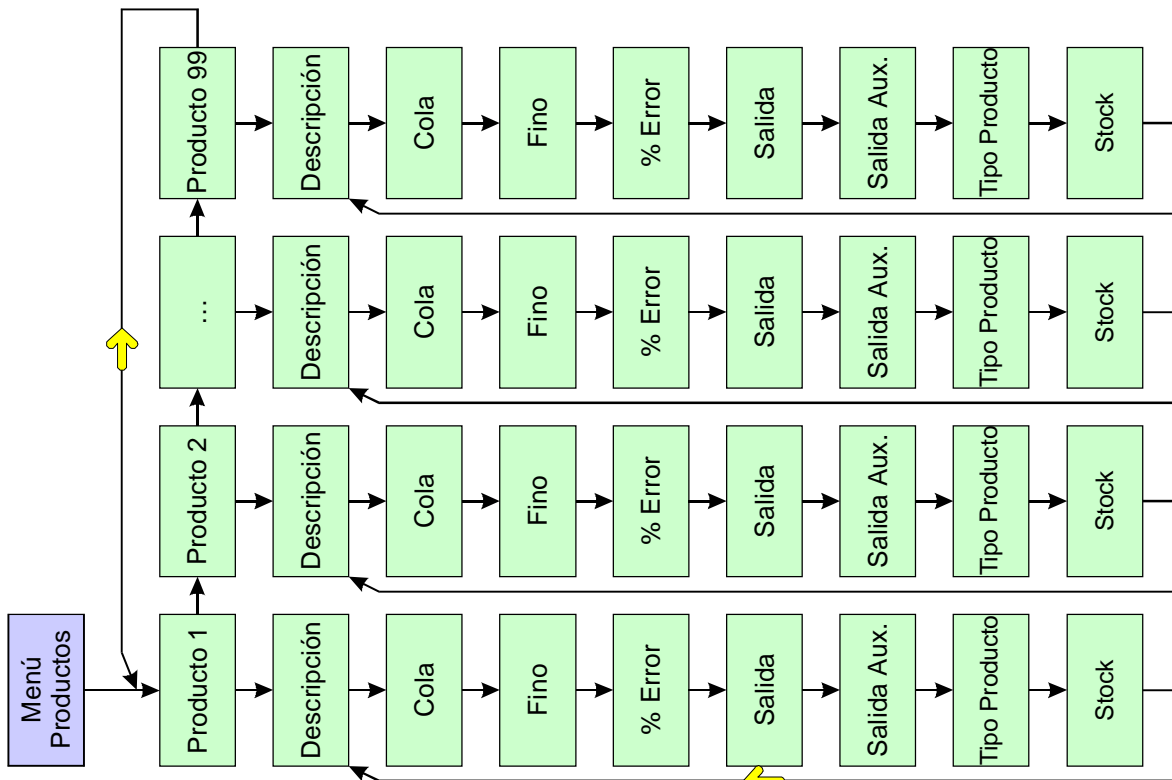 Menú
Productos
Producto 1
Descripción
Cola
Fino
% Error
Salida
Salida Aux.
Tipo Producto
Stock
Producto 2
Descripción
Cola
Fino
% Error
Salida
Salida Aux.
Tipo Producto
Stock
...
Descripción
Cola
Fino
% Error
Salida
Salida Aux.
Tipo Producto
Stock
Producto 99
Descripción
Cola
Fino
% Error
Salida
Salida Aux.
Tipo Producto
Stock